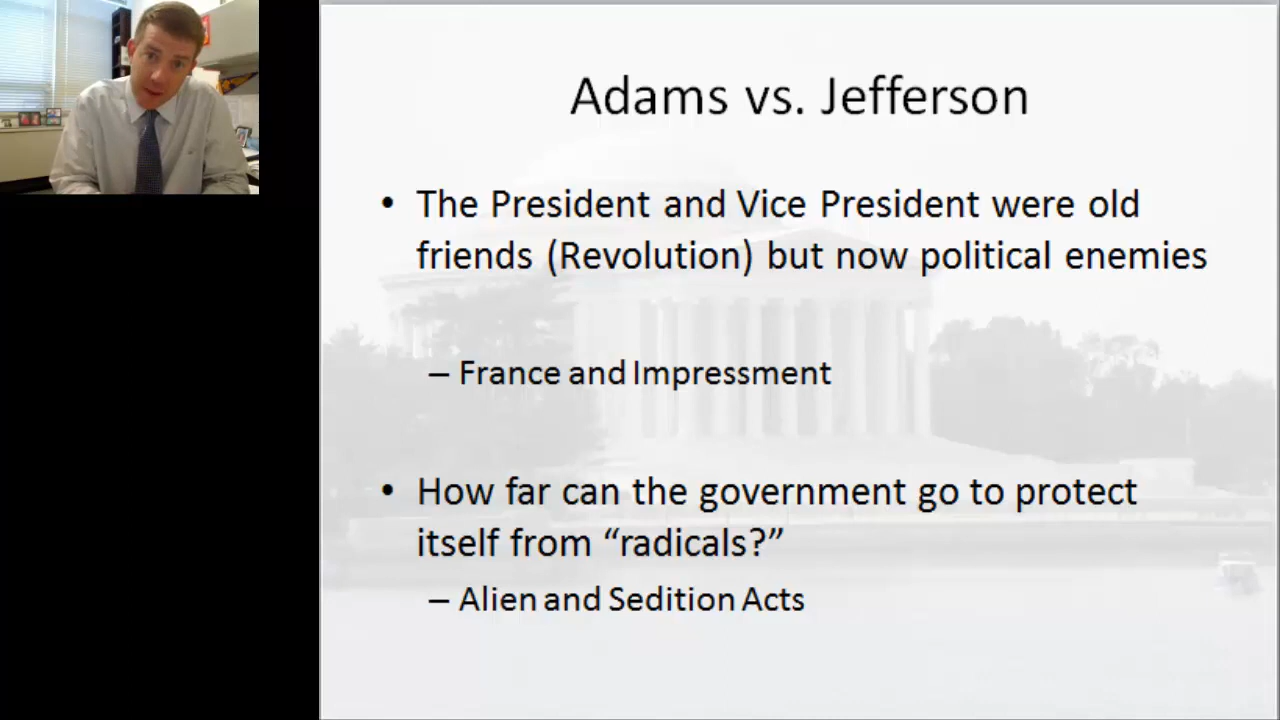 Adams vs. Jefferson
• The President and Vice President were old
friends (Revolution) but now political enemies
– France and Impressment
• How far can the government go to protect
itself from “radicals?”
– Alien and Sedition Acts